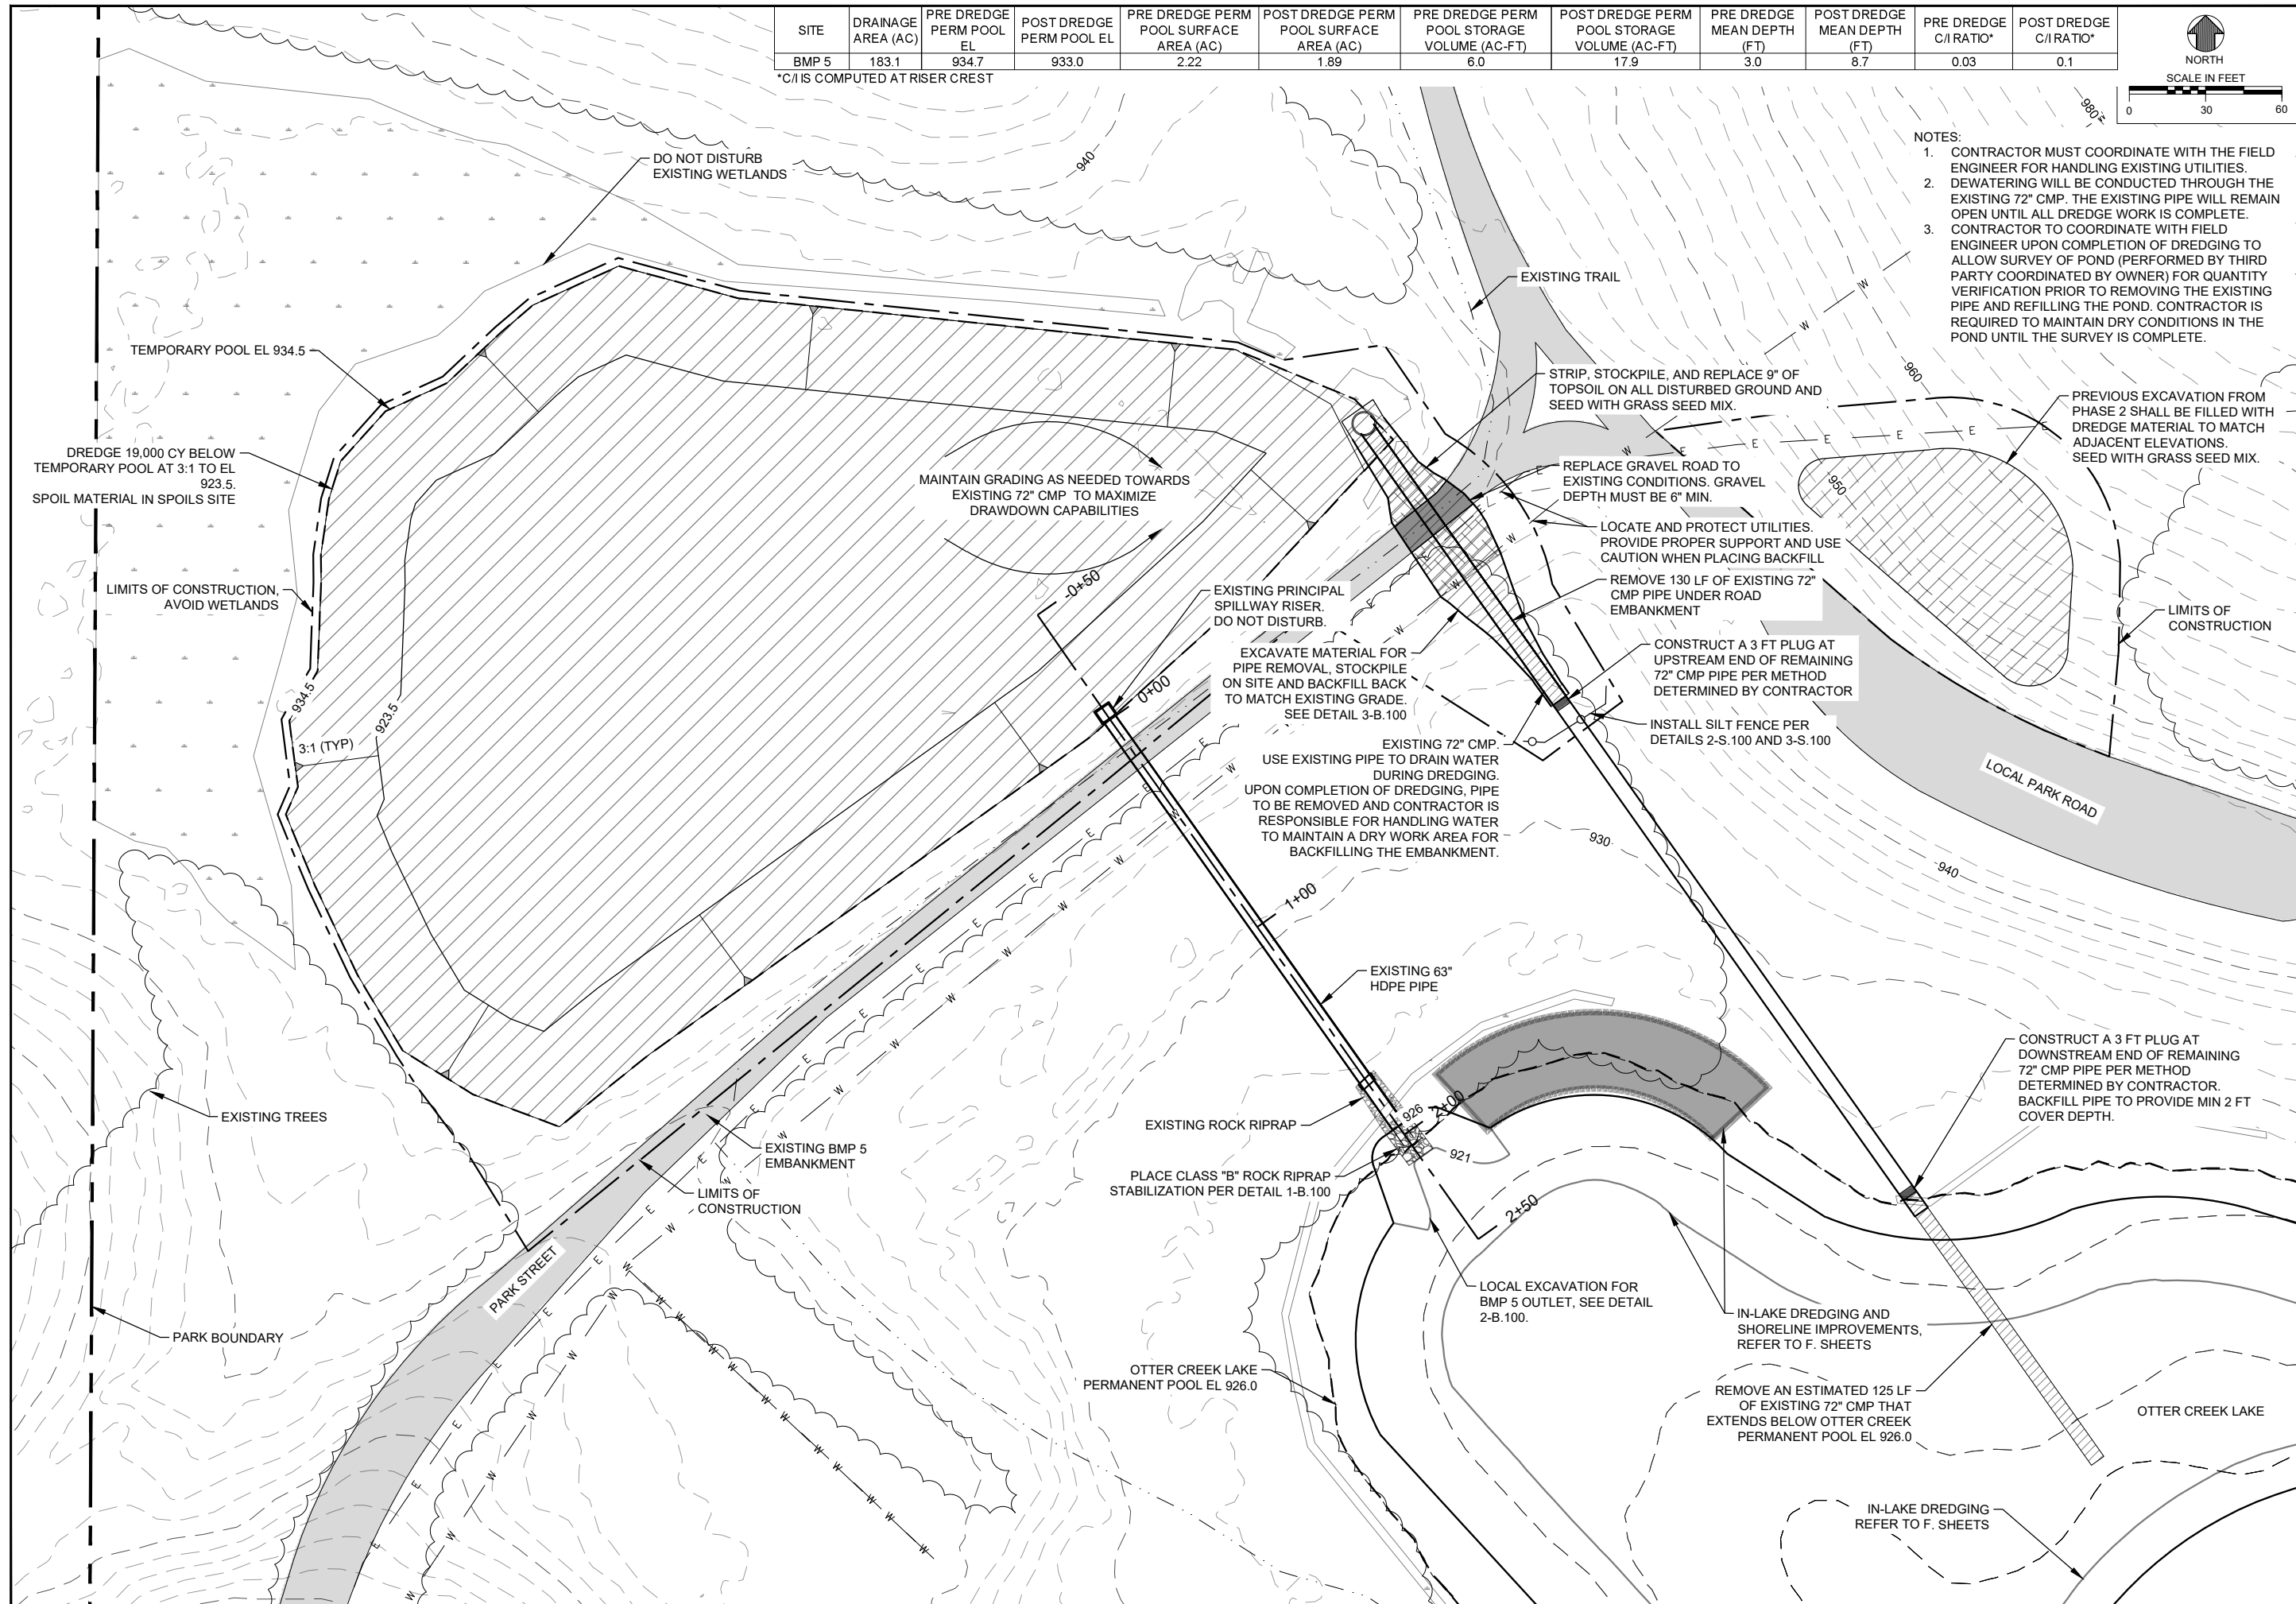 SITE
DRAINAGE
AREA (AC)
PRE DREDGE
PERM POOL
EL
POST DREDGE
PERM POOL EL
PRE DREDGE PERM
POOL SURFACE
AREA (AC)
POST DREDGE PERM
POOL SURFACE
AREA (AC)
PRE DREDGE PERM
POOL STORAGE
VOLUME (AC-FT)
POST DREDGE PERM
POOL STORAGE
VOLUME (AC-FT)
PRE DREDGE
MEAN DEPTH
(FT)
POST DREDGE
MEAN DEPTH
(FT)
PRE DREDGE
C/I RATIO*
POST DREDGE
C/I RATIO*
BMP 5 183.1 934.7 933.0 2.22 1.89 6.0 17.9 3.0 8.7 0.03 0.1
*C/I IS COMPUTED AT RISER CREST
NORTH
SCALE IN FEET
0 30 60
NOTES:
1. CONTRACTOR MUST COORDINATE WITH THE FIELD
ENGINEER FOR HANDLING EXISTING UTILITIES.
2. DEWATERING WILL BE CONDUCTED THROUGH THE
EXISTING 72" CMP. THE EXISTING PIPE WILL REMAIN
OPEN UNTIL ALL DREDGE WORK IS COMPLETE.
3. CONTRACTOR TO COORDINATE WITH FIELD
ENGINEER UPON COMPLETION OF DREDGING TO
ALLOW SURVEY OF POND (PERFORMED BY THIRD
PARTY COORDINATED BY OWNER) FOR QUANTITY
VERIFICATION PRIOR TO REMOVING THE EXISTING
PIPE AND REFILLING THE POND. CONTRACTOR IS
REQUIRED TO MAINTAIN DRY CONDITIONS IN THE
POND UNTIL THE SURVEY IS COMPLETE.
980
940
DO NOT DISTURB
EXISTING WETLANDS
EXISTING TRAIL
TEMPORARY POOL EL 934.5
960
STRIP, STOCKPILE, AND REPLACE 9" OF
TOPSOIL ON ALL DISTURBED GROUND AND
SEED WITH GRASS SEED MIX.
PREVIOUS EXCAVATION FROM
PHASE 2 SHALL BE FILLED WITH
DREDGE MATERIAL TO MATCH
ADJACENT ELEVATIONS.
SEED WITH GRASS SEED MIX.
DREDGE 19,000 CY BELOW
TEMPORARY POOL AT 3:1 TO EL
923.5.
SPOIL MATERIAL IN SPOILS SITE
MAINTAIN GRADING AS NEEDED TOWARDS
EXISTING 72" CMP TO MAXIMIZE
DRAWDOWN CAPABILITIES
REPLACE GRAVEL ROAD TO
EXISTING CONDITIONS. GRAVEL
DEPTH MUST BE 6" MIN.
950
LOCATE AND PROTECT UTILITIES.
PROVIDE PROPER SUPPORT AND USE
CAUTION WHEN PLACING BACKFILL
LIMITS OF CONSTRUCTION,
AVOID WETLANDS
-0+50
EXISTING PRINCIPAL
SPILLWAY RISER.
DO NOT DISTURB.
REMOVE 130 LF OF EXISTING 72"
CMP PIPE UNDER ROAD
EMBANKMENT
LIMITS OF
CONSTRUCTION
EXCAVATE MATERIAL FOR
PIPE REMOVAL, STOCKPILE
ON SITE AND BACKFILL BACK
TO MATCH EXISTING GRADE.
SEE DETAIL 3-B.100
CONSTRUCT A 3 FT PLUG AT
UPSTREAM END OF REMAINING
72" CMP PIPE PER METHOD
DETERMINED BY CONTRACTOR
0+00
934.5
923.5
3:1 (TYP)
INSTALL SILT FENCE PER
DETAILS 2-S.100 AND 3-S.100
EXISTING 72" CMP.
USE EXISTING PIPE TO DRAIN WATER
DURING DREDGING.
UPON COMPLETION OF DREDGING, PIPE
TO BE REMOVED AND CONTRACTOR IS
RESPONSIBLE FOR HANDLING WATER
TO MAINTAIN A DRY WORK AREA FOR
BACKFILLING THE EMBANKMENT.
LOCAL PARK ROAD
930
940
1+00
EXISTING 63"
HDPE PIPE
CONSTRUCT A 3 FT PLUG AT
DOWNSTREAM END OF REMAINING
72" CMP PIPE PER METHOD
DETERMINED BY CONTRACTOR.
BACKFILL PIPE TO PROVIDE MIN 2 FT
COVER DEPTH.
EXISTING TREES
EXISTING ROCK RIPRAP
926
2+00
921
EXISTING BMP 5
EMBANKMENT
PLACE CLASS "B" ROCK RIPRAP
STABILIZATION PER DETAIL 1-B.100
LIMITS OF
CONSTRUCTION
2+50
PARK STREET
LOCAL EXCAVATION FOR
BMP 5 OUTLET, SEE DETAIL
2-B.100.
IN-LAKE DREDGING AND
SHORELINE IMPROVEMENTS,
REFER TO F. SHEETS
PARK BOUNDARY
OTTER CREEK LAKE
PERMANENT POOL EL 926.0
REMOVE AN ESTIMATED 125 LF
OF EXISTING 72" CMP THAT
EXTENDS BELOW OTTER CREEK
PERMANENT POOL EL 926.0
OTTER CREEK LAKE
IN-LAKE DREDGING
REFER TO F. SHEETS